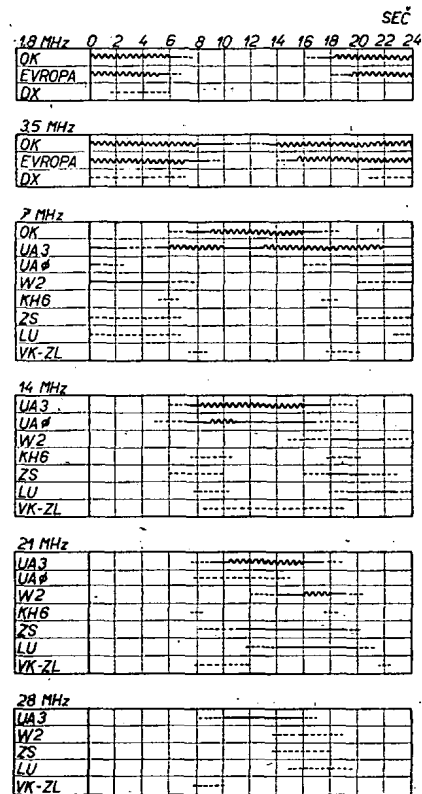 SEČ
1,8 MHz 0 2 4 6 8 10 12 14 16 18 20 22 24
OK
EVROPA
DX
3,5 MHz
OK
EVROPA
DX
7 MHz
OK
UA3
UAØ
W2
KH6
ZS
LU
VK-ZL
14 MHz
UA3
UAØ
W2
KH6
ZS
LU
VK-ZL
21 MHz
UA3
UAØ
W2
KH6
ZS
LU
VK-ZL
28 MHz
UA3
W2
ZS
LU
VK-ZL